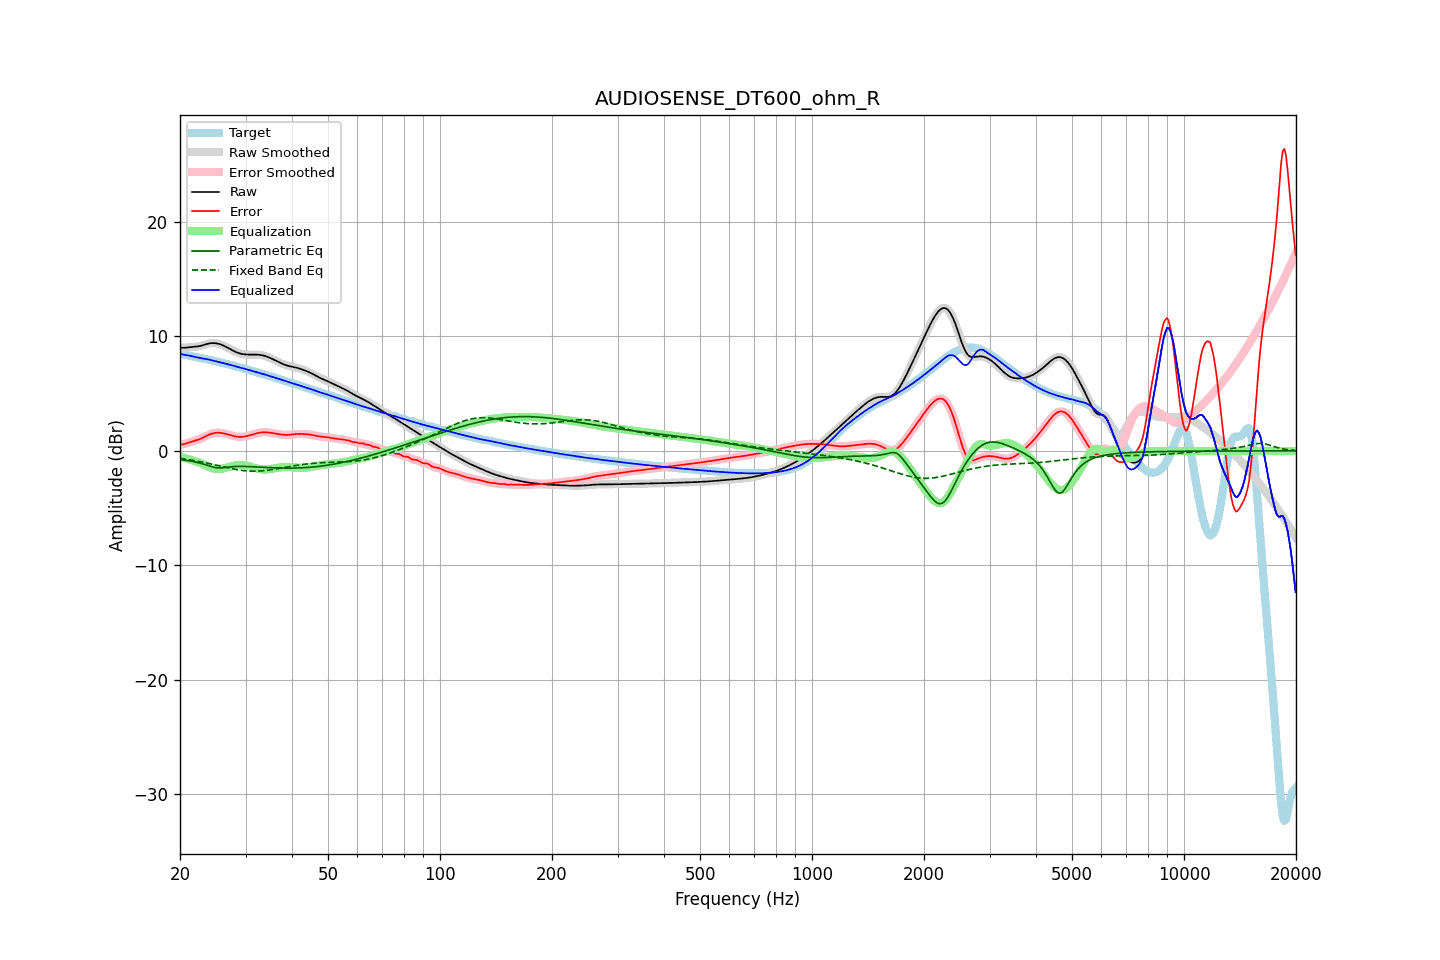 AUDIOSENSE_DT600_ohm_R
Target
Raw Smoothed
Error Smoothed
Raw
Error
Equalization
Parametric Eq
Fixed Band Eq
Equalized
Amplitude (dBr)
20
10
0
−10
−20
−30
20
50
100
200
500
1000
2000
5000
10000
20000
Frequency (Hz)